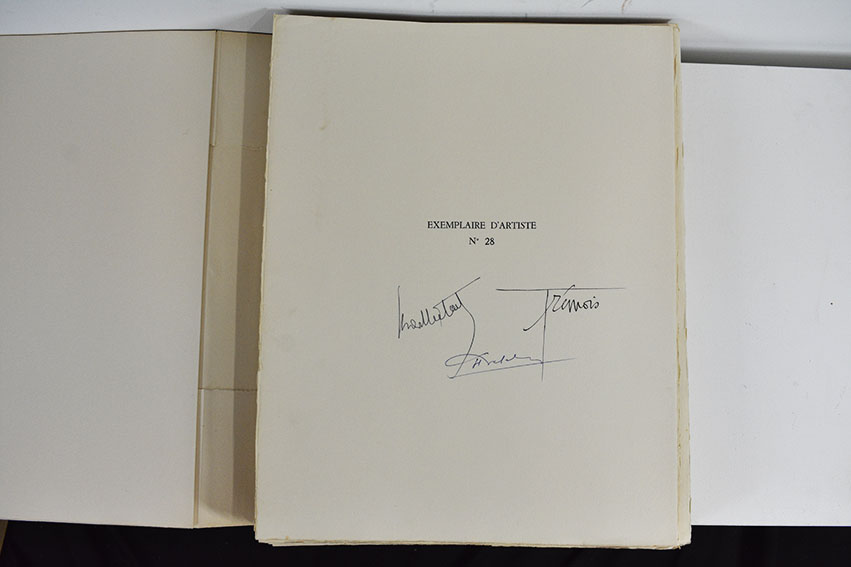 EXEMPLAIRE D'ARTISTE
N° 28
Trémois